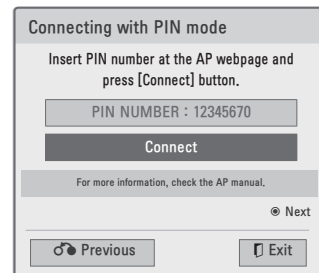 Connecting with PIN mode
Insert PIN number at the AP webpage and
press [Connect] button.
PIN NUMBER : 12345670
Connect
For more information, check the AP manual.
Next
Previous
Exit